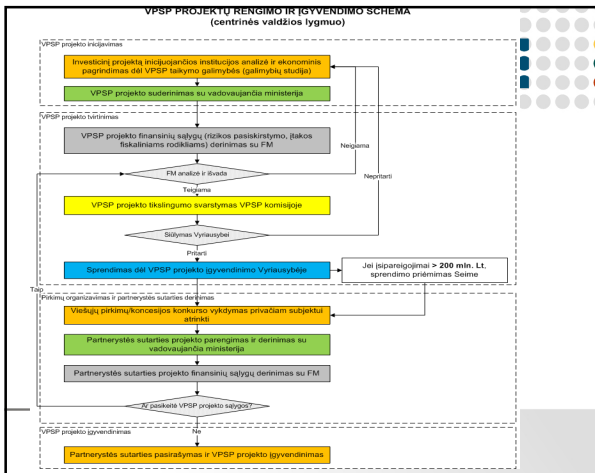 VPSP PROJEKTŲ RENGIMO IR ĮGYVENDIMO SCHEMA
(centrinės valdžios lygmuo)
VPSP projekto inicijavimas
Investicinį projektą inicijuojančios institucijos analizė ir ekonominis
pagrindimas dėl VPSP taikymo galimybės (galimybių studija)
VPSP projekto suderinimas su vadovaujančia ministerija
VPSP projekto tvirtinimas
VPSP projekto finansinių sąlygų (rizikos pasiskirstymo, įtakos
fiskaliniams rodikliams) derinimas su FM
Neigiama
FM analizė ir išvada
Nepritarti
Teigiama
VPSP projekto tikslingumo svarstymas VPSP komisijoje
Siūlymas Vyriausybei
Pritarti
Sprendimas dėl VPSP projekto įgyvendinimo Vyriausybėje
Jei įsipareigojimai > 200 mln. Lt,
sprendimo priėmimas Seime
Taip
Pirkimų organizavimas ir partnerystės sutarties derinimas
Viešųjų pirkimų/koncesijos konkurso vykdymas privačiam subjektui
atrinkti
Partnerystės sutarties projekto parengimas ir derinimas su
vadovaujančia ministerija
Partnerystės sutarties projekto finansinių sąlygų derinimas su FM
Ar pasikeitė VPSP projekto sąlygos?
Ne
VPSP projekto įgyvendinimas
Partnerystės sutarties pasirašymas ir VPSP projekto įgyvendinimas